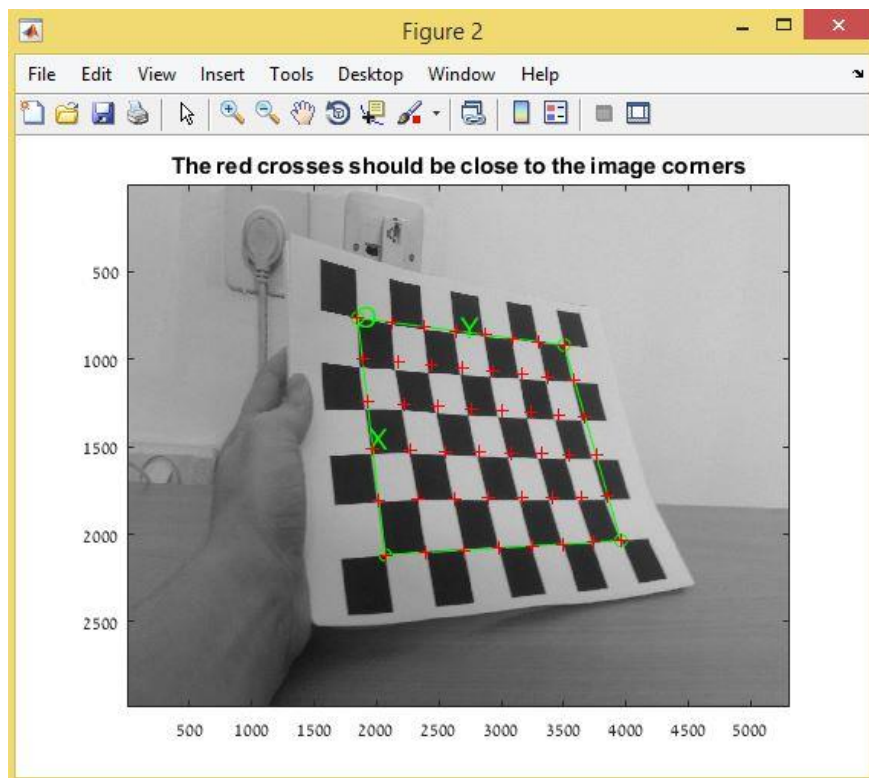 Figure 2
File Edit View Insert Tools Desktop Window Help
The red crosses should be close to the image corners
O
Y
X
500
1000
1500
2000
2500
500 1000 1500 2000 2500 3000 3500 4000 4500 5000